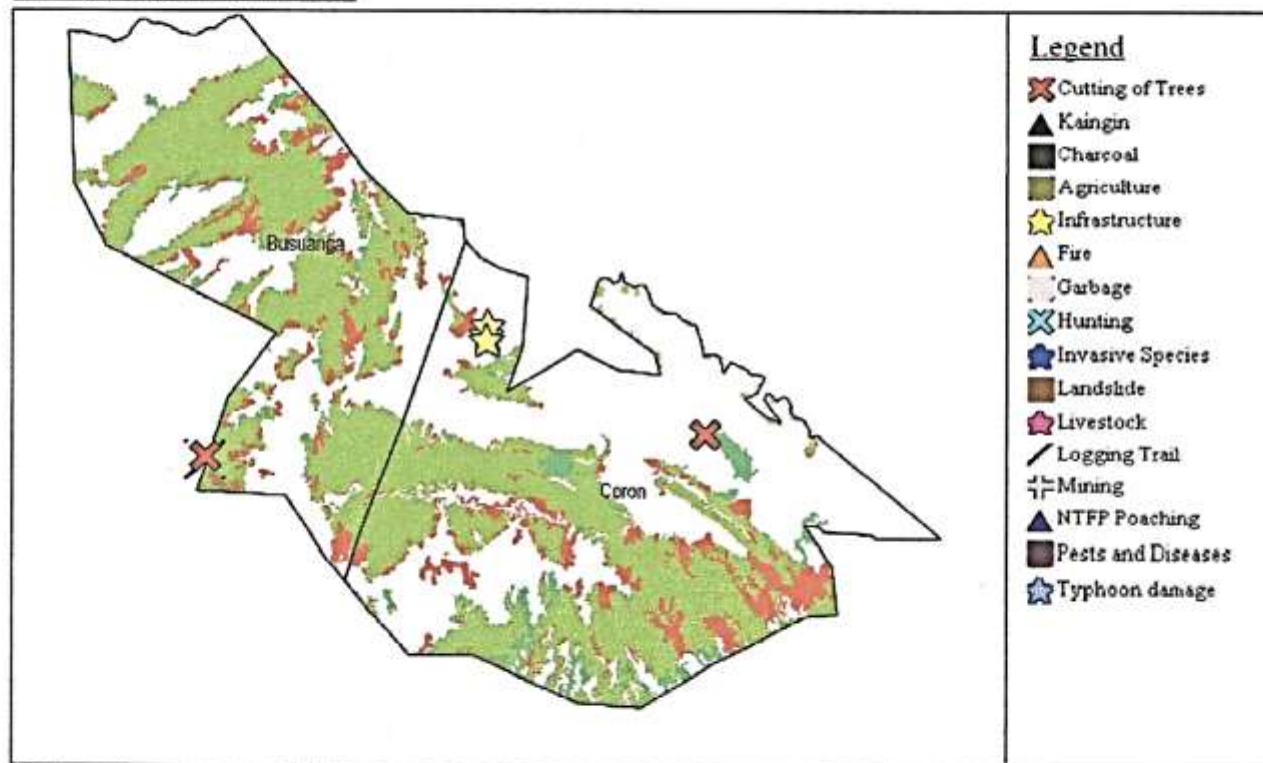 Legend
Cutting of Trees
Kaingin
Charcoal
Agriculture
Infrastructure
Fire
Garbage
Hunting
Invasive Species
Landslide
Livestock
Logging Trail
Mining
NTFP Poaching
Pests and Diseases
Typhoon damage
Busuanga
Coron